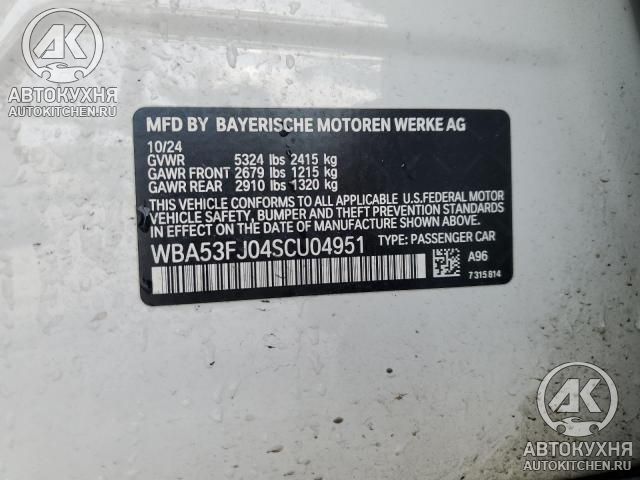 АК
АВТОКУХНЯ
AUTOKITCHEN.RU
MFD BY BAYERISCHE MOTOREN WERKE AG
10/24
GVWR 5324 lbs 2415 kg
GAWR FRONT 2679 lbs 1215 kg
GAWR REAR 2910 lbs 1320 kg
THIS VEHICLE CONFORMS TO ALL APPLICABLE U.S.FEDERAL MOTOR
VEHICLE SAFETY, BUMPER AND THEFT PREVENTION STANDARDS
IN EFFECT ON THE DATE OF MANUFACTURE SHOWN ABOVE.
WBA53FJ04SCU04951 TYPE: PASSENGER CAR
A96
7315814
АК
АВТОКУХНЯ
AUTOKITCHEN.RU